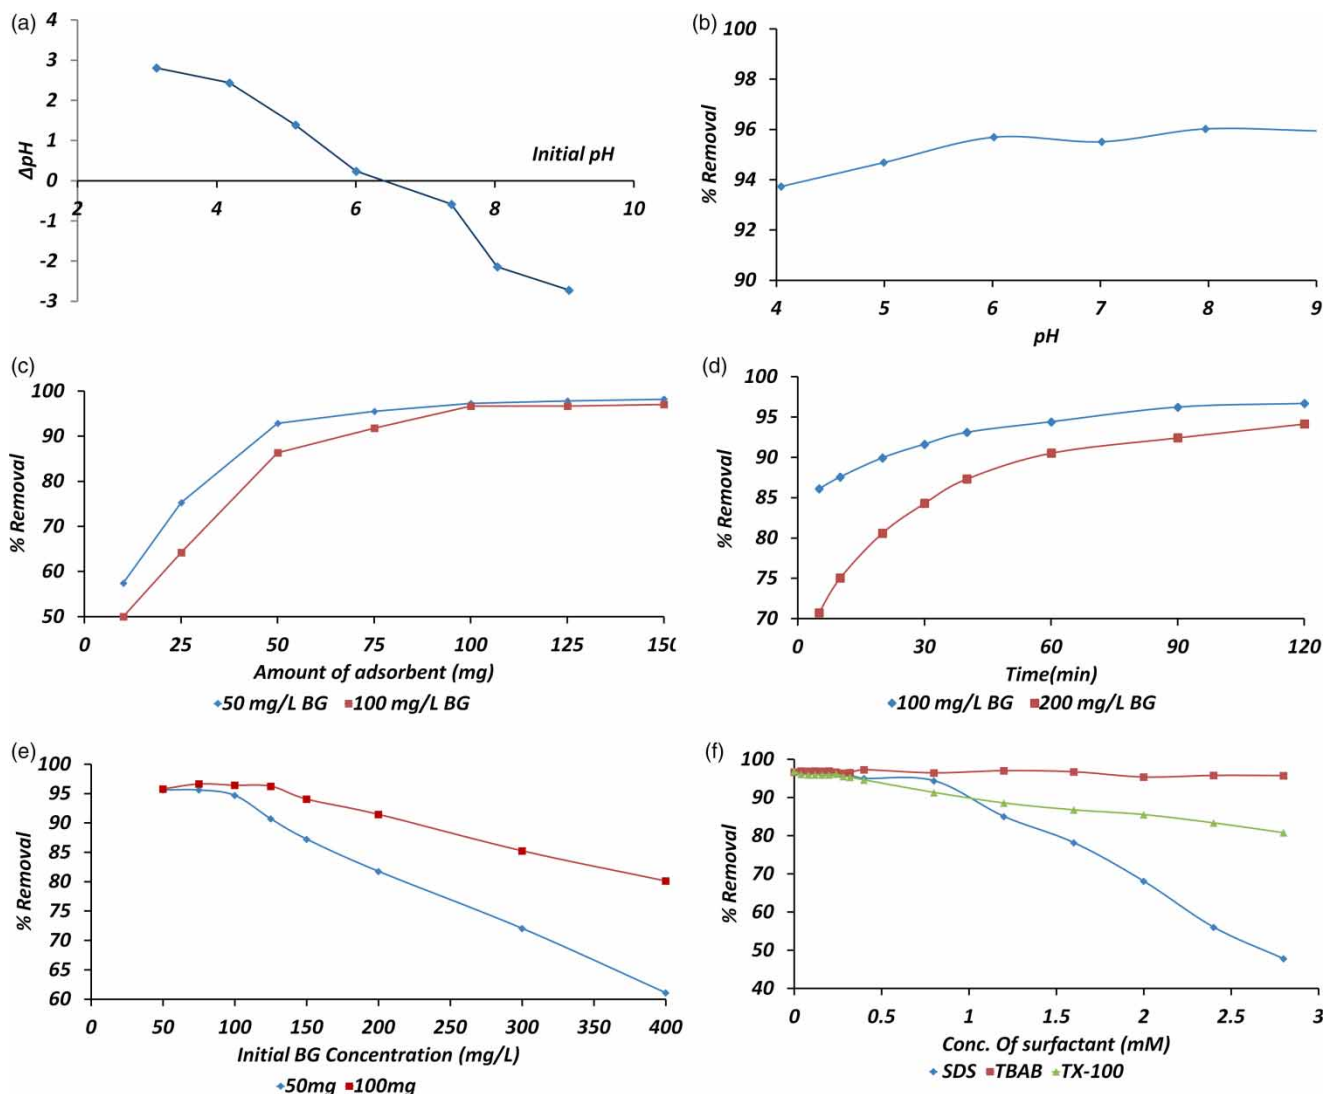 (a)
4
3
2
1
0
-1
-2
-3
ΔpH
Initial pH
2 4 6 8 10
(b)
100
98
96
94
92
90
% Removal
4 5 6 7 8 9
pH
(c)
100
90
80
70
60
50
% Removal
0 25 50 75 100 125 150
Amount of adsorbent (mg)
50 mg/L BG 100 mg/L BG
(d)
100
95
90
85
80
75
70
% Removal
0 30 60 90 120
Time(min)
100 mg/L BG 200 mg/L BG
(e)
100
95
90
85
80
75
70
65
60
% Removal
0 50 100 150 200 250 300 350 400
Initial BG Concentration (mg/L)
50mg 100mg
(f)
100
90
80
70
60
50
40
% Removal
0 0.5 1 1.5 2 2.5 3
Conc. Of surfactant (mM)
SDS TBAB TX-100